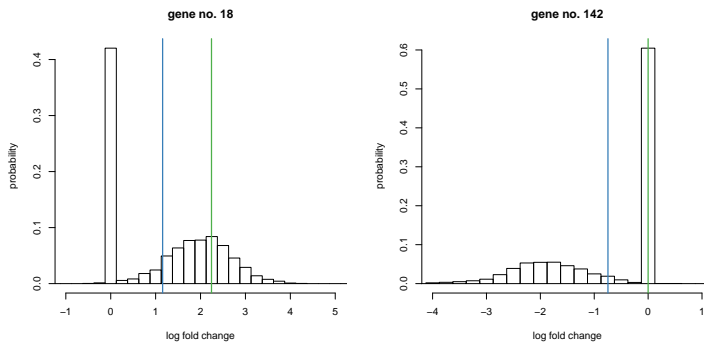 gene no. 18
probability
0.0
0.1
0.2
0.3
0.4
−1 0 1 2 3 4 5
log fold change
gene no. 142
probability
0.0
0.1
0.2
0.3
0.4
0.5
0.6
−4 −3 −2 −1 0 1
log fold change